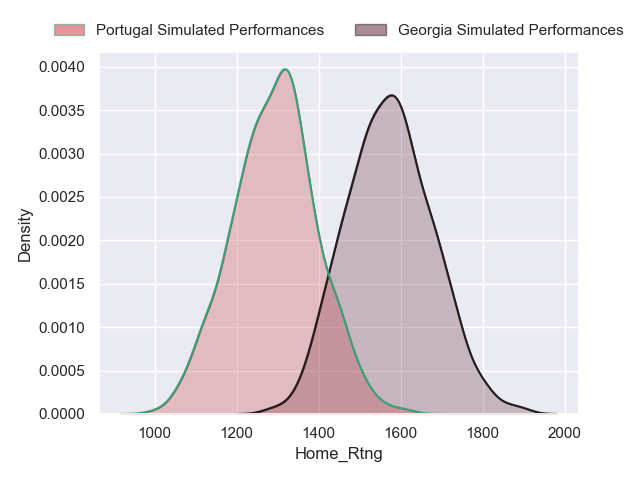 Portugal Simulated Performances Georgia Simulated Performances
0.0040
0.0035
0.0030
0.0025
0.0020
0.0015
0.0010
0.0005
0.0000
Density
1000 1200 1400 1600 1800 2000
Home_Rtng